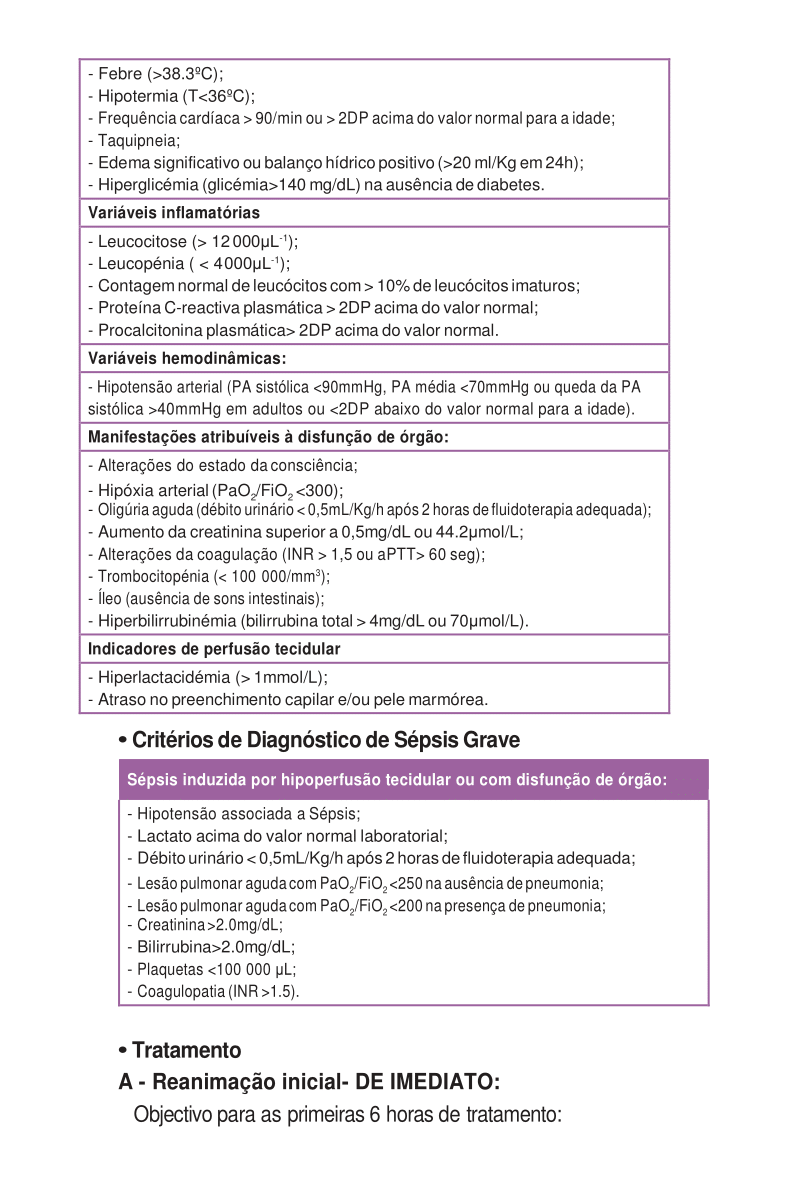 - Febre (>38.3ºC);
- Hipotermia (T<36ºC);
- Frequência cardíaca > 90/min ou > 2DP acima do valor normal para a idade;
- Taquipneia;
- Edema significativo ou balanço hídrico positivo (>20 ml/Kg em 24h);
- Hiperglicémia (glicémia>140 mg/dL) na ausência de diabetes.
Variáveis inflamatórias
- Leucocitose (> 12 000µL⁻¹);
- Leucopénia ( < 4000µL⁻¹);
- Contagem normal de leucócitos com > 10% de leucócitos imaturos;
- Proteína C-reactiva plasmática > 2DP acima do valor normal;
- Procalcitonina plasmática> 2DP acima do valor normal.
Variáveis hemodinâmicas:
- Hipotensão arterial (PA sistólica <90mmHg, PA média <70mmHg ou queda da PA
sistólica >40mmHg em adultos ou <2DP abaixo do valor normal para a idade).
Manifestações atribuíveis à disfunção de órgão:
- Alterações do estado da consciência;
- Hipóxia arterial (PaO₂/FiO₂ <300);
- Oligúria aguda (débito urinário < 0,5mL/Kg/h após 2 horas de fluidoterapia adequada);
- Aumento da creatinina superior a 0,5mg/dL ou 44.2µmol/L;
- Alterações da coagulação (INR > 1,5 ou aPTT> 60 seg);
- Trombocitopénia (< 100 000/mm³);
- Íleo (ausência de sons intestinais);
- Hiperbilirrubinémia (bilirrubina total > 4mg/dL ou 70µmol/L).
Indicadores de perfusão tecidular
- Hiperlactacidémia (> 1mmol/L);
- Atraso no preenchimento capilar e/ou pele marmórea.
• Critérios de Diagnóstico de Sépsis Grave
Sépsis induzida por hipoperfusão tecidular ou com disfunção de órgão:
- Hipotensão associada a Sépsis;
- Lactato acima do valor normal laboratorial;
- Débito urinário < 0,5mL/Kg/h após 2 horas de fluidoterapia adequada;
- Lesão pulmonar aguda com PaO₂/FiO₂ <250 na ausência de pneumonia;
- Lesão pulmonar aguda com PaO₂/FiO₂ <200 na presença de pneumonia;
- Creatinina >2.0mg/dL;
- Bilirrubina>2.0mg/dL;
- Plaquetas <100 000 µL;
- Coagulopatia (INR >1.5).
• Tratamento
A - Reanimação inicial- DE IMEDIATO:
Objectivo para as primeiras 6 horas de tratamento: